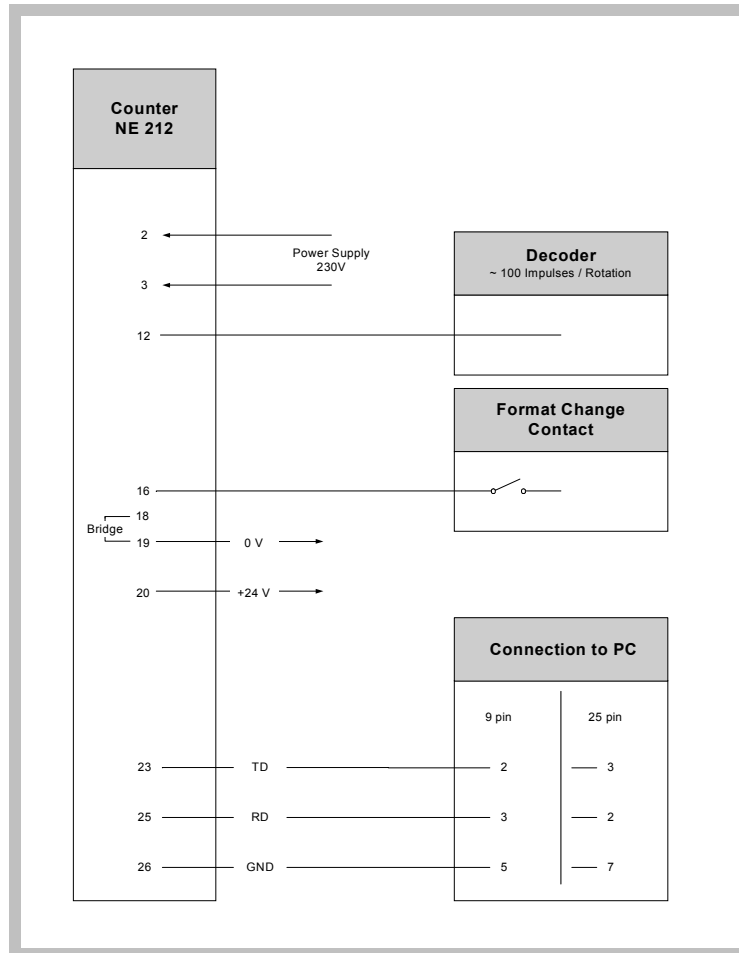 Counter
NE 212
2
Power Supply
230V
3
12
Decoder
~ 100 Impulses / Rotation
Format Change
Contact
16
18
Bridge
19
0 V
20
+24 V
Connection to PC
9 pin
25 pin
23
TD
2
3
25
RD
3
2
26
GND
5
7